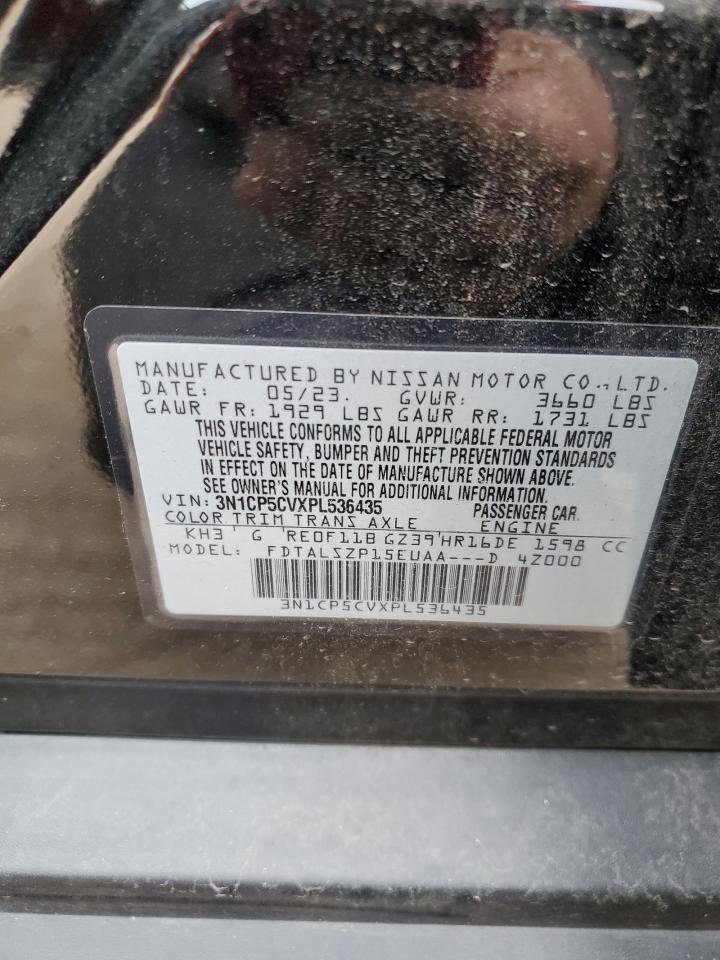 MANUFACTURED BY NISSAN MOTOR CO.,LTD.
DATE: 05/23. GVWR: 3660 LBS
GAWR FR: 1929 LBS GAWR RR: 1731 LBS
THIS VEHICLE CONFORMS TO ALL APPLICABLE FEDERAL MOTOR
VEHICLE SAFETY, BUMPER AND THEFT PREVENTION STANDARDS
IN EFFECT ON THE DATE OF MANUFACTURE SHOWN ABOVE.
SEE OWNER'S MANUAL FOR ADDITIONAL INFORMATION.
VIN: 3N1CP5CVXPL536435 PASSENGER CAR
COLOR TRIM TRANS AXLE ENGINE
KH3 ' G ' RE0F11B GZ39'HR16DE 1598 CC
MODEL: FDTALSZP15EUAA---D 4Z000
3N1CP5CVXPL536435